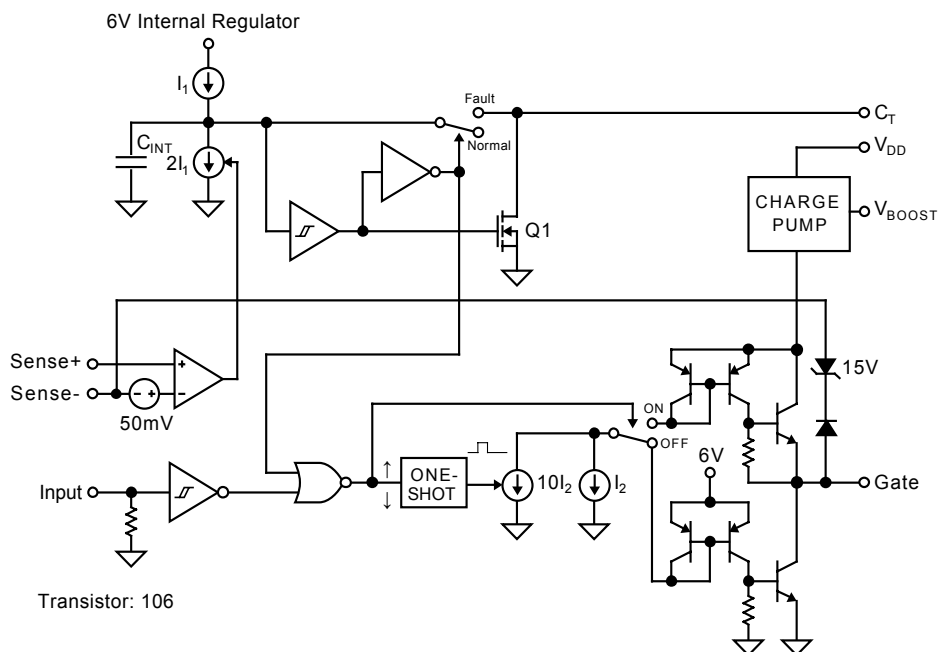 6V Internal Regulator
I1
Fault
CT
CINT
Normal
VDD
2I1
CHARGE
PUMP
VBOOST
Q1
Sense+
+
15V
Sense-
- +
-
50mV
ON
OFF
6V
Input
ONE-
SHOT
10I2
I2
Gate
↑
↓
Transistor: 106